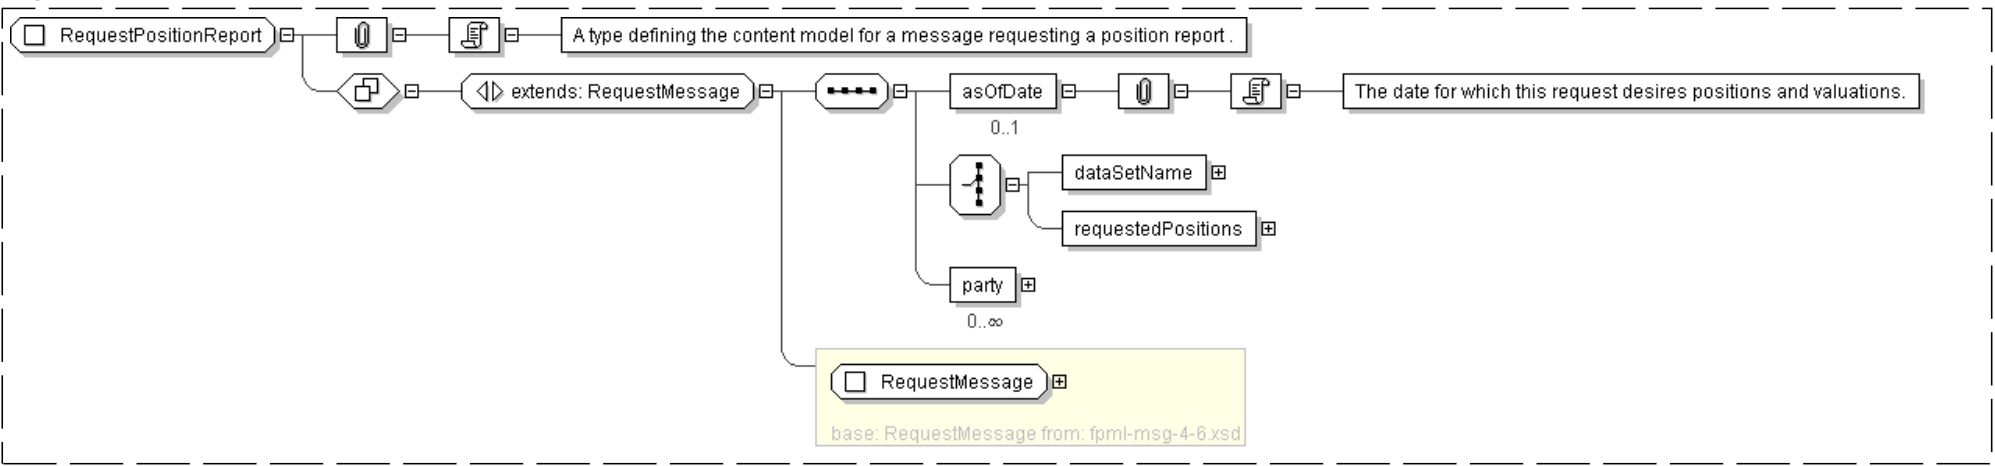 RequestPositionReport
A type defining the content model for a message requesting a position report .
extends: RequestMessage
asOfDate
The date for which this request desires positions and valuations.
0..1
dataSetName
requestedPositions
party
0..∞
RequestMessage
base: RequestMessage from: fpml-msg-4-6.xsd